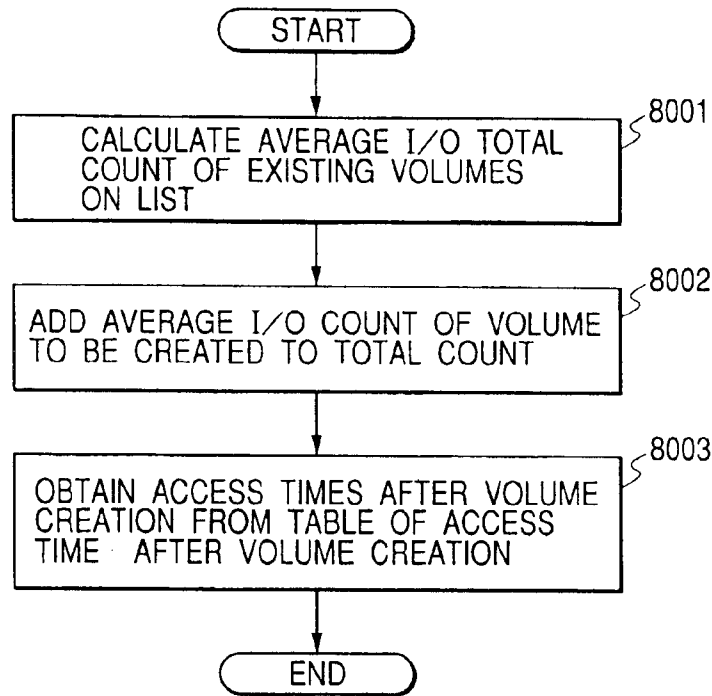 START
8001
CALCULATE AVERAGE I/O TOTAL
COUNT OF EXISTING VOLUMES
ON LIST
8002
ADD AVERAGE I/O COUNT OF VOLUME
TO BE CREATED TO TOTAL COUNT
8003
OBTAIN ACCESS TIMES AFTER VOLUME
CREATION FROM TABLE OF ACCESS
TIME AFTER VOLUME CREATION
END